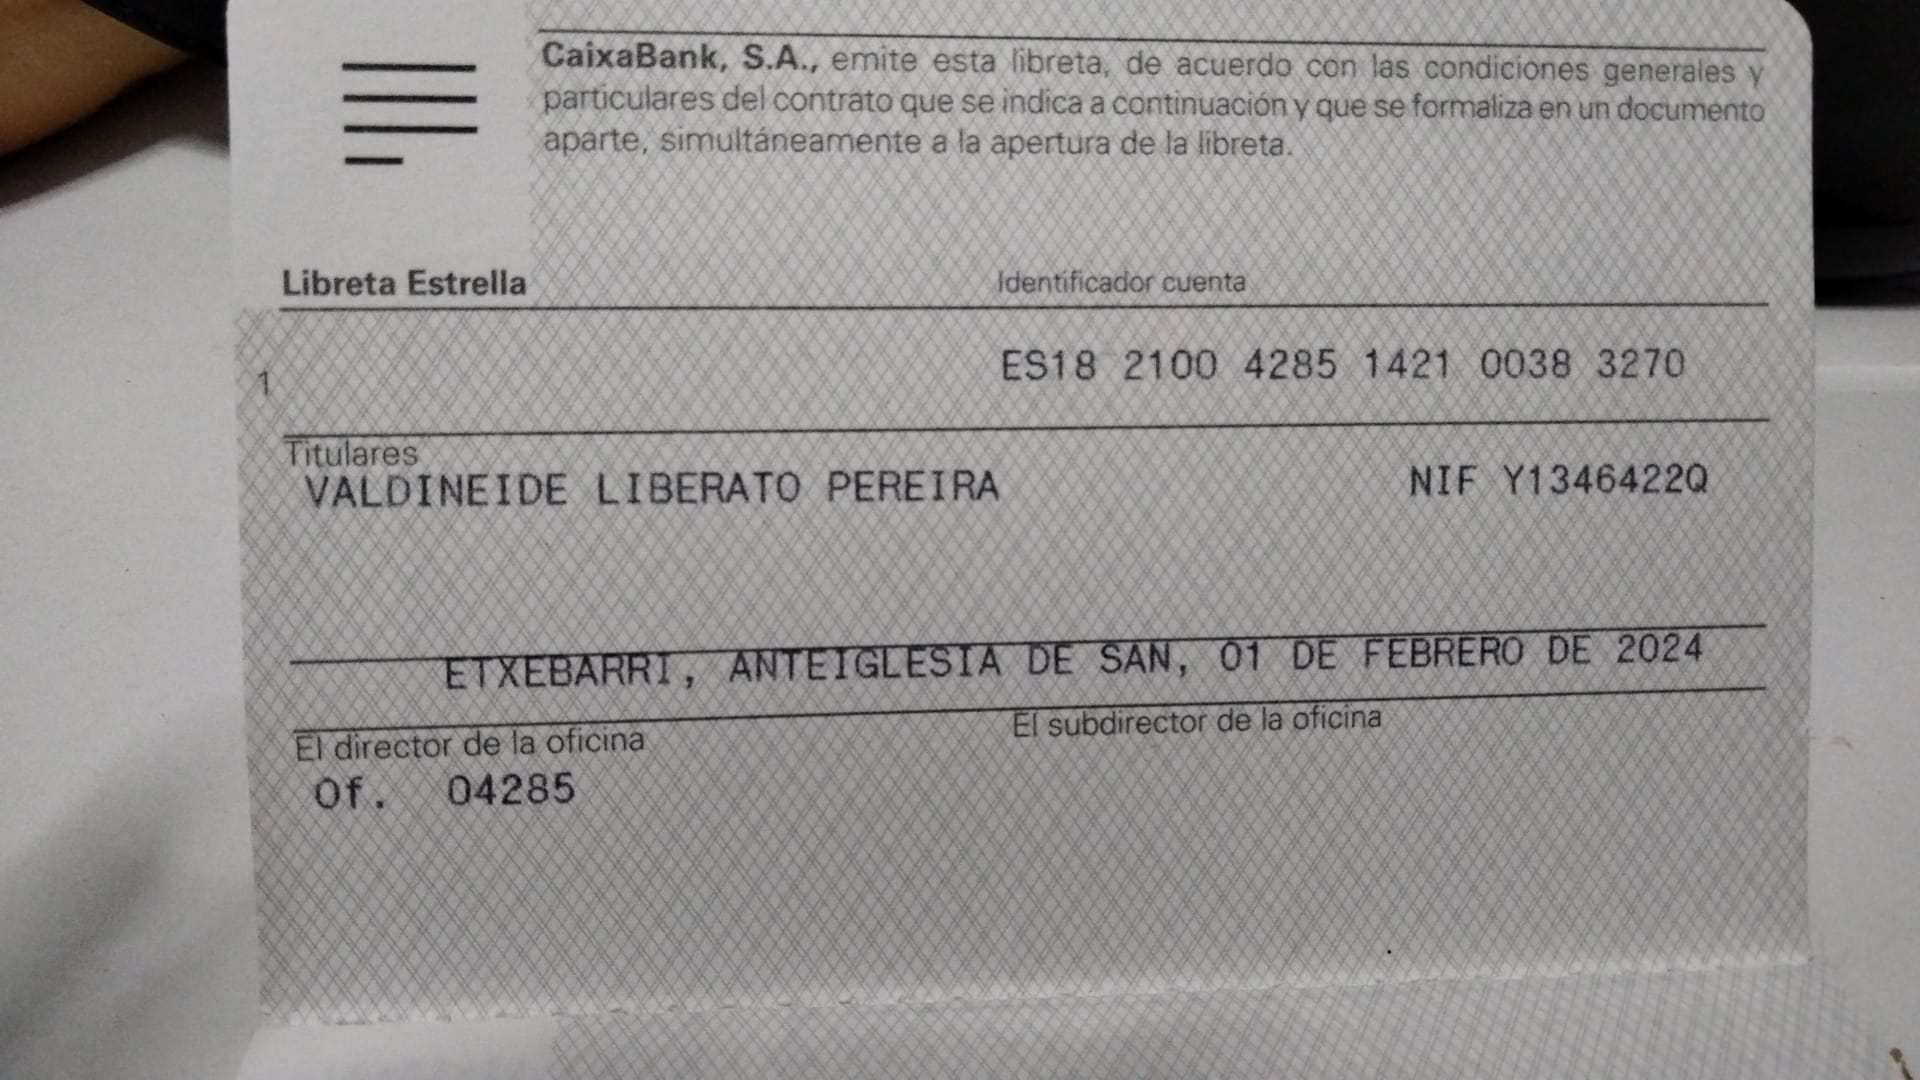 CaixaBank, S.A., emite esta libreta, de acuerdo con las condiciones generales y
particulares del contrato que se indica a continuación y que se formaliza en un documento
aparte, simultáneamente a la apertura de la libreta.
Libreta Estrella Identificador cuenta
1 ES18 2100 4285 1421 0038 3270
Titulares
VALDINEIDE LIBERATO PEREIRA NIF Y1346422Q
ETXEBARRI, ANTEIGLESIA DE SAN, 01 DE FEBRERO DE 2024
El director de la oficina El subdirector de la oficina
Of. 04285